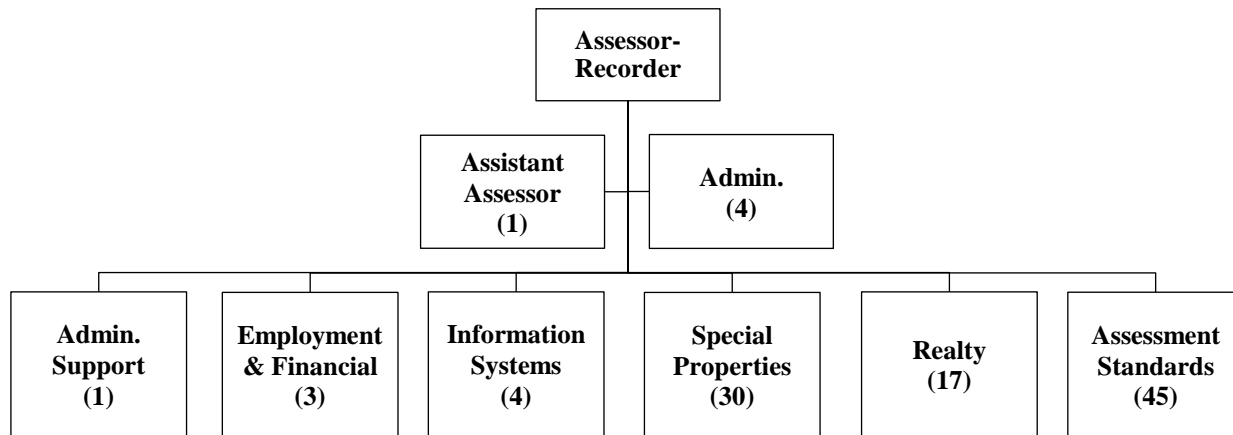 Assessor-
Recorder
Assistant
Assessor
(1)
Admin.
(4)
Admin.
Support
(1)
Employment
& Financial
(3)
Information
Systems
(4)
Special
Properties
(30)
Realty
(17)
Assessment
Standards
(45)